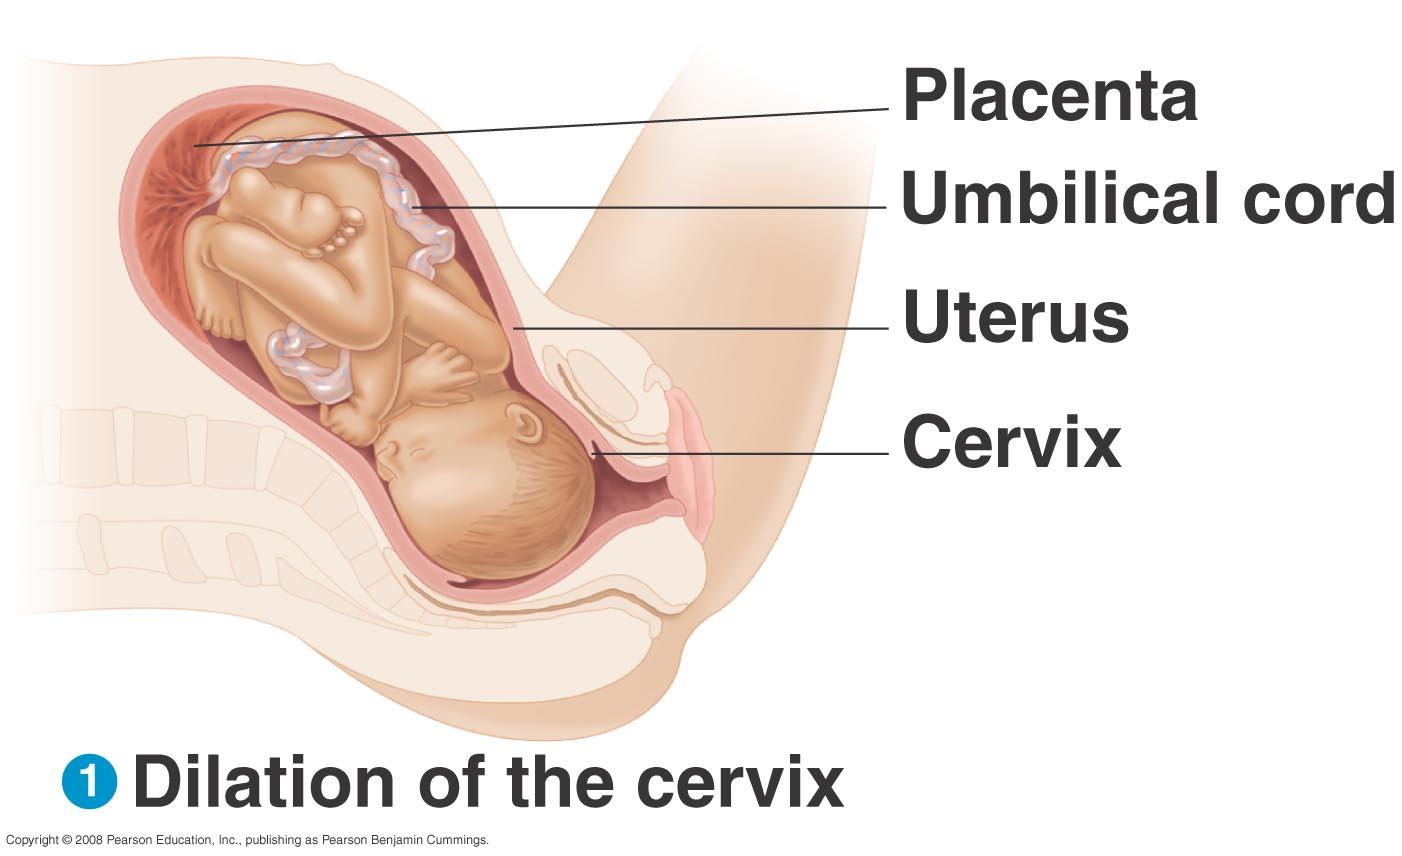 Placenta
Umbilical cord
Uterus
Cervix
1 Dilation of the cervix
Copyright © 2008 Pearson Education, Inc., publishing as Pearson Benjamin Cummings.